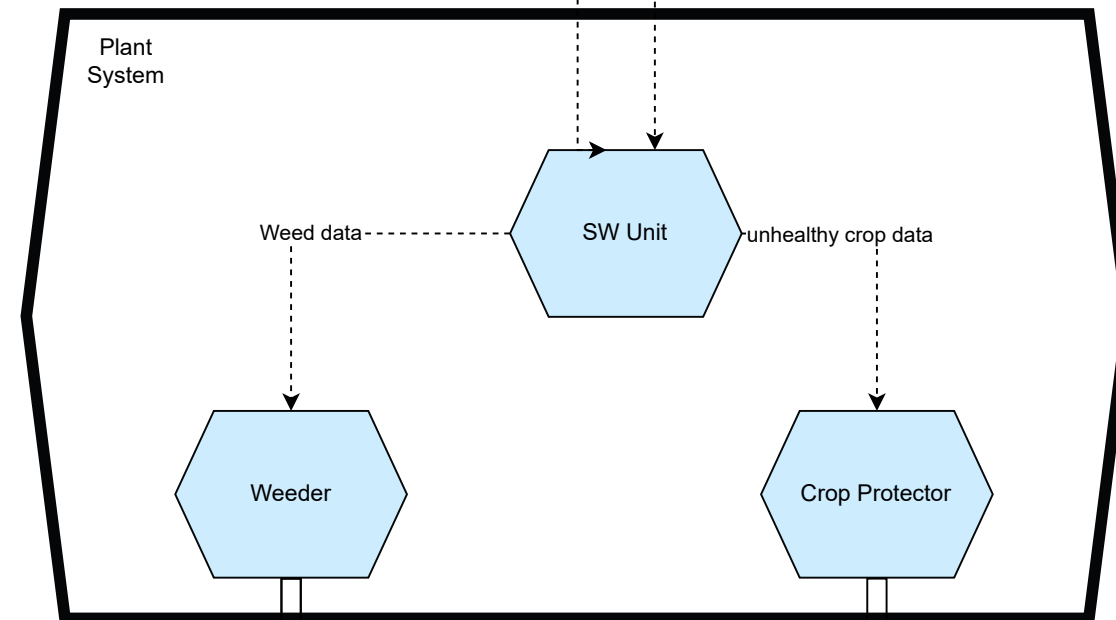 Plant
System
SW Unit
Weed data
unhealthy crop data
Weeder
Crop Protector